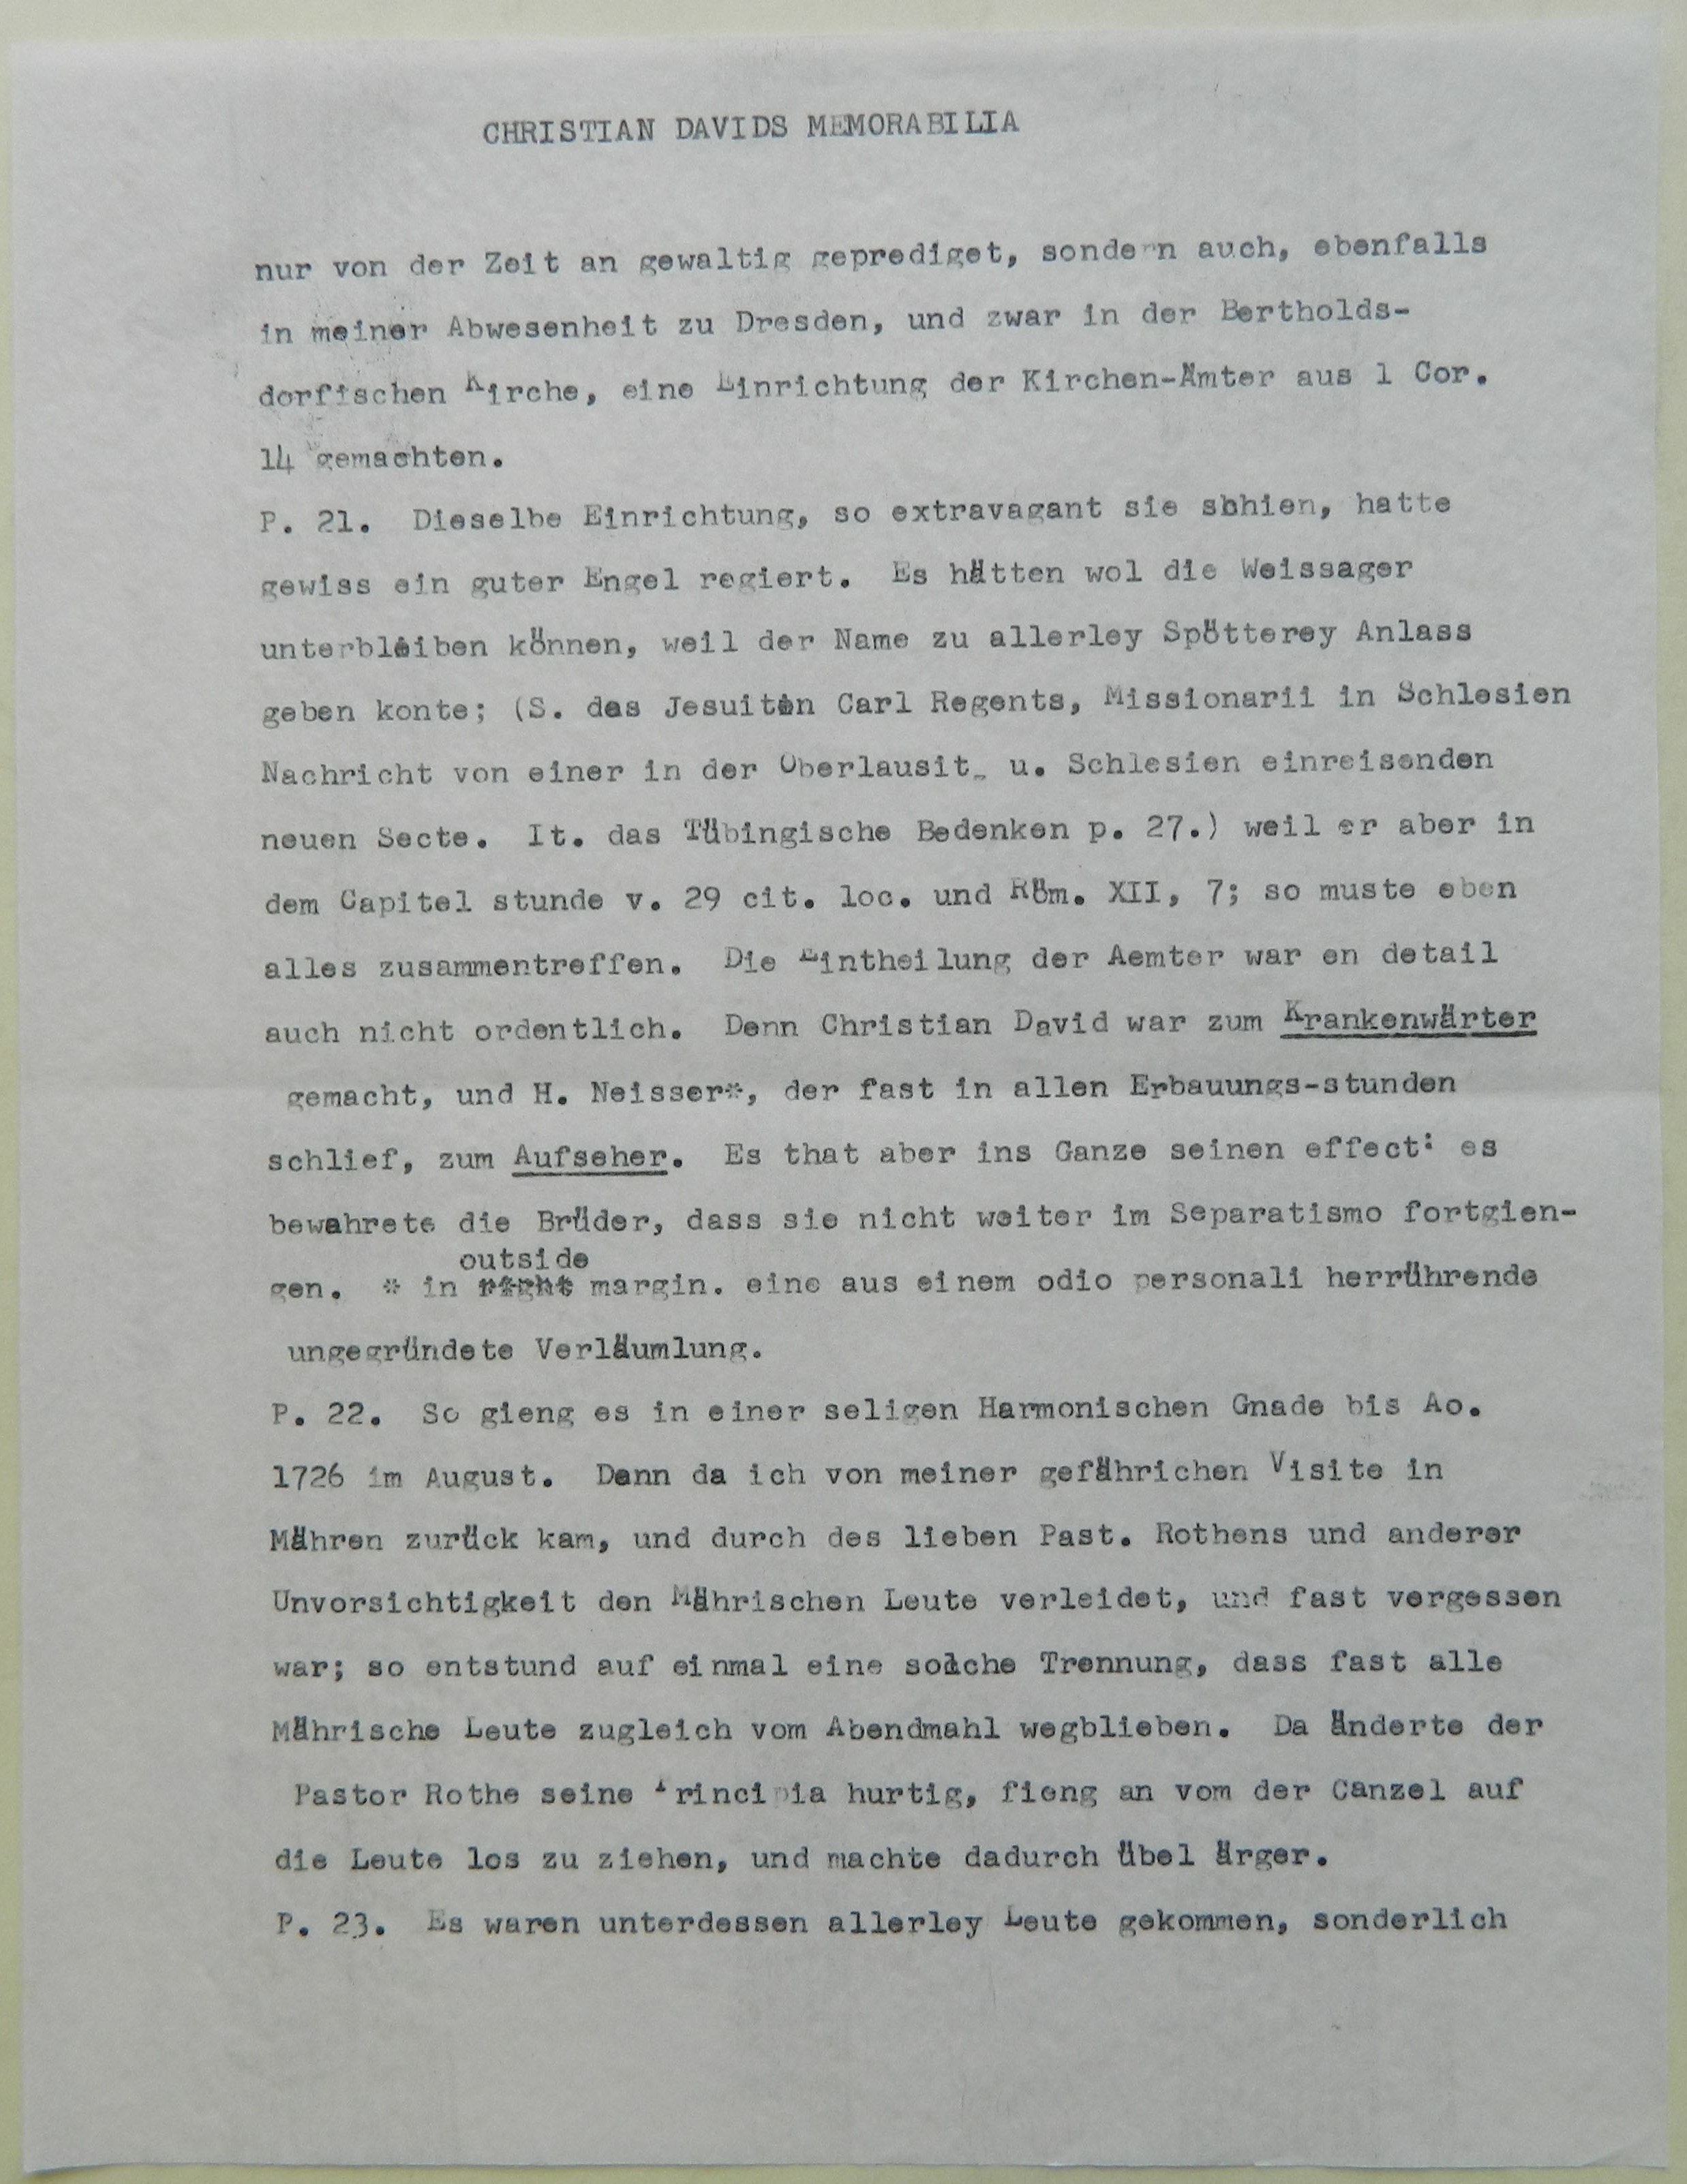 CHRISTIAN DAVIDS MEMORABILIA
nur von der Zeit an gewaltig geprediget, sondern auch, ebenfalls
in meiner Abwesenheit zu Dresden, und zwar in der Bertholds-
dorfischen Kirche, eine Einrichtung der Kirchen-Ämter aus 1 Cor.
14 gemachten.
P. 21. Dieselbe Einrichtung, so extravagant sie schien, hatte
gewiss ein guter Engel regiert. Es hätten wol die Weissager
unterbleiben können, weil der Name zu allerley Spötterey Anlass
geben konte; (S. des Jesuiten Carl Regents, Missionarii in Schlesien
Nachricht von einer in der Oberlausit_ u. Schlesien einreisenden
neuen Secte. It. das Tübingische Bedenken p. 27.) weil er aber in
dem Capitel stunde v. 29 cit. loc. und Röm. XII, 7; so muste eben
alles zusammentreffen. Die Eintheilung der Aemter war en detail
auch nicht ordentlich. Denn Christian David war zum Krankenwärter
gemacht, und H. Neisser*, der fast in allen Erbauungs-stunden
schlief, zum Aufseher. Es that aber ins Ganze seinen effect: es
bewahrete die Brüder, dass sie nicht weiter im Separatismo fortgien-
outside
gen. * in right margin. eine aus einem odio personali herrührende
ungegründete Verläumlung.
P. 22. So gieng es in einer seligen Harmonischen Gnade bis Ao.
1726 im August. Denn da ich von meiner gefährichen Visite in
Mähren zurück kam, und durch des lieben Past. Rothens und anderer
Unvorsichtigkeit den Mährischen Leute verleidet, und fast vergessen
war; so entstund auf einmal eine solche Trennung, dass fast alle
Mährische Leute zugleich vom Abendmahl wegblieben. Da änderte der
Pastor Rothe seine Principia hurtig, fieng an vom der Canzel auf
die Leute los zu ziehen, und machte dadurch übel ärger.
P. 23. Es waren unterdessen allerley Leute gekommen, sonderlich